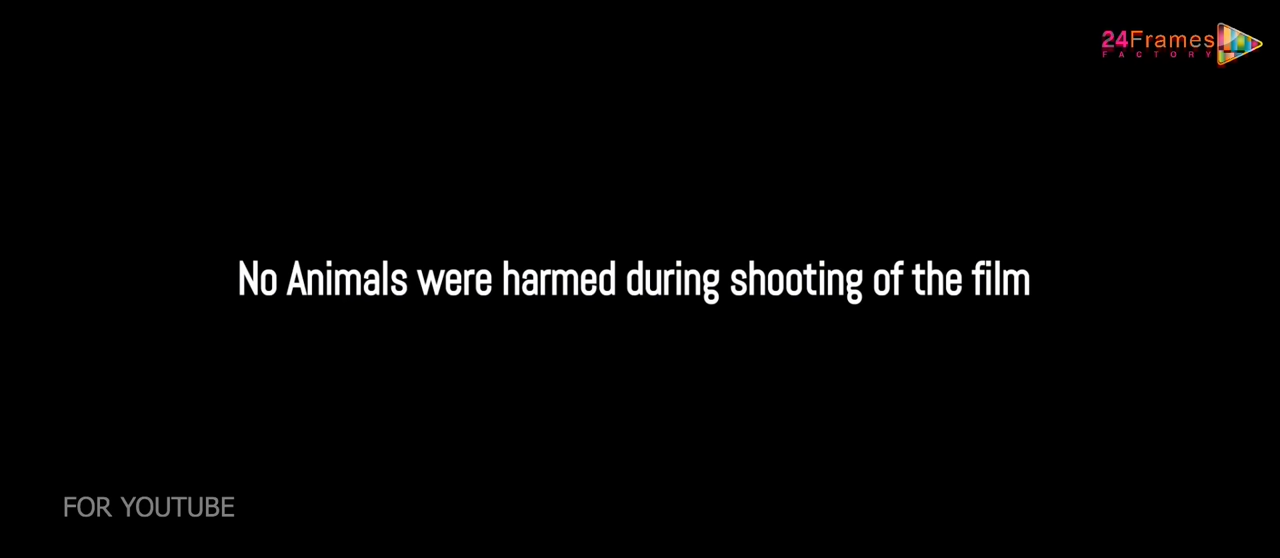 24Frames
FACTORY
No Animals were harmed during shooting of the film
FOR YOUTUBE